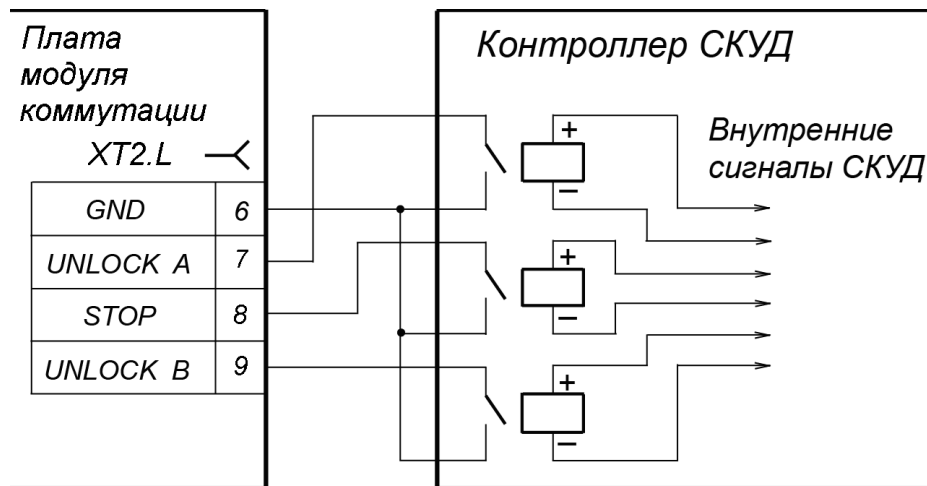 Плата
модуля
коммутации
XT2.L
GND 6
UNLOCK A 7
STOP 8
UNLOCK B 9
Контроллер СКУД
+
−
+
−
+
−
Внутренние
сигналы СКУД